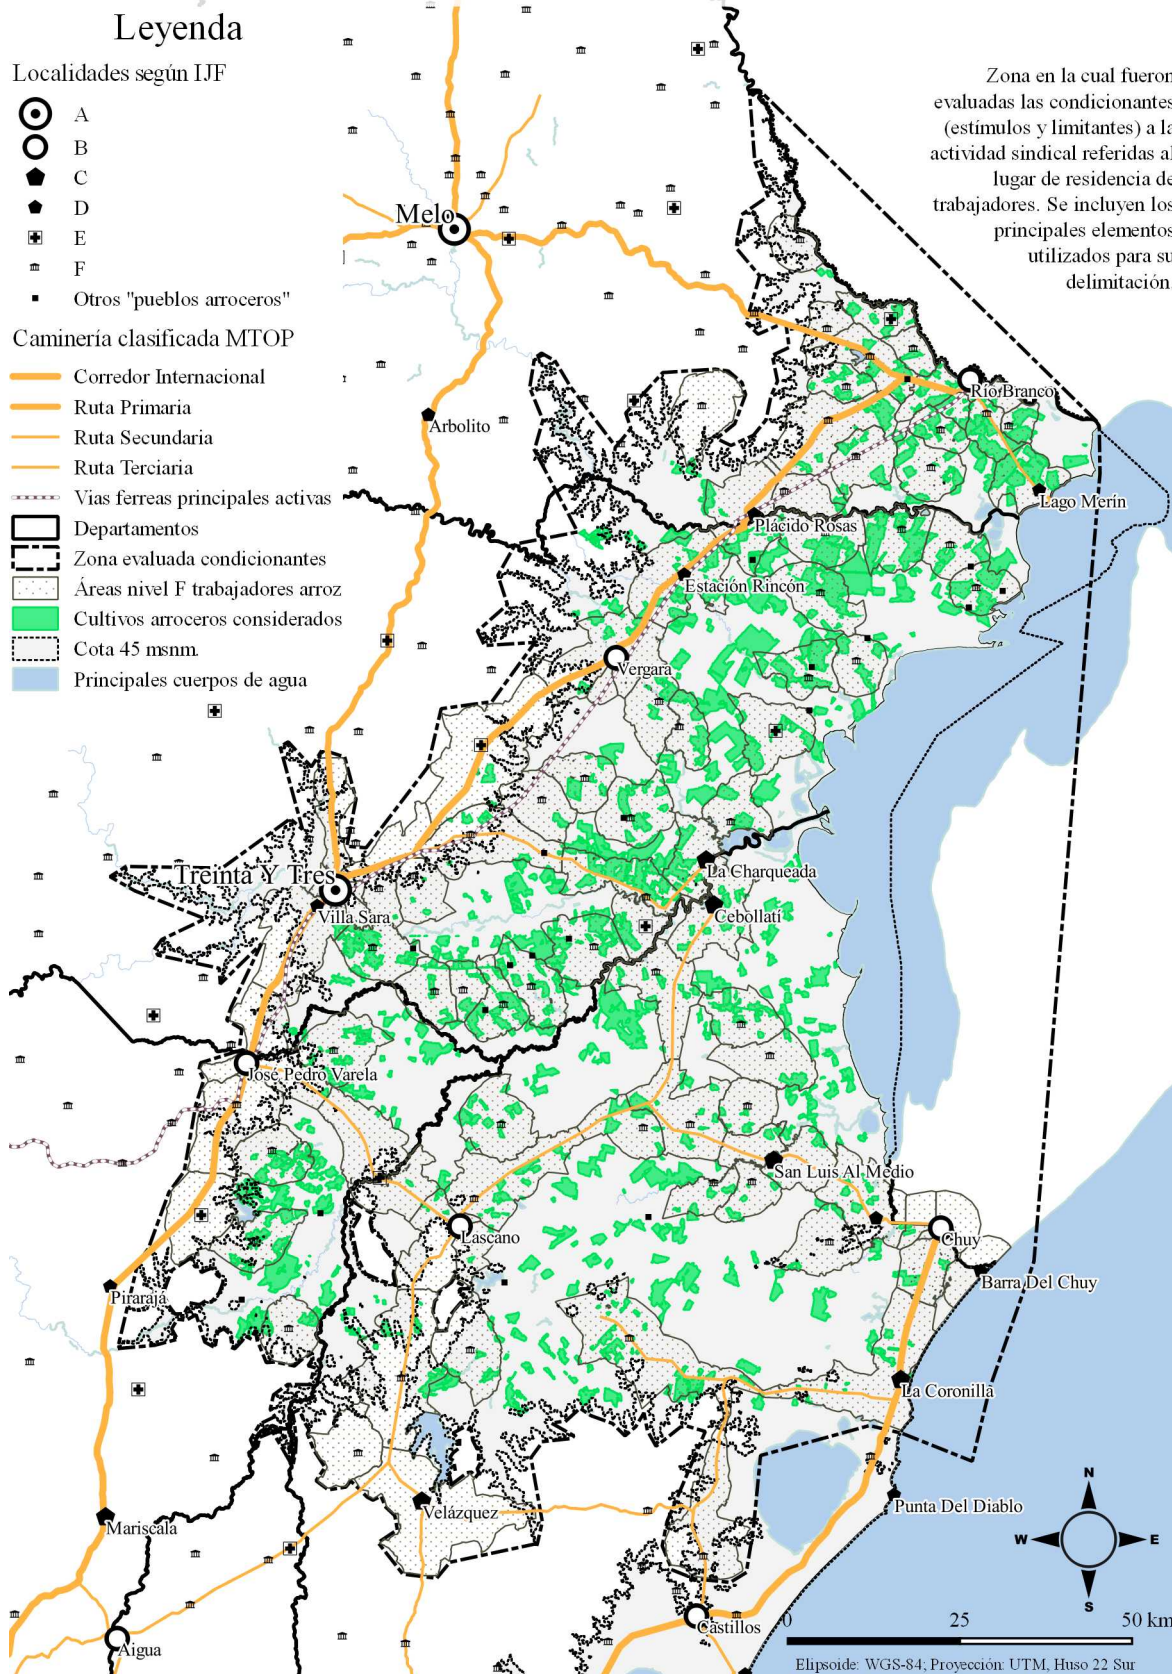 Leyenda
Localidades según IJF
A
B
C
D
E
F
Otros "pueblos arroceros"
Caminería clasificada MTOP
Corredor Internacional
Ruta Primaria
Ruta Secundaria
Ruta Terciaria
Vias ferreas principales activas
Departamentos
Zona evaluada condicionantes
Áreas nivel F trabajadores arroz
Cultivos arroceros considerados
Cota 45 msnm.
Principales cuerpos de agua
Zona en la cual fueron
evaluadas las condicionantes
(estímulos y limitantes) a la
actividad sindical referidas al
lugar de residencia de
trabajadores. Se incluyen los
principales elementos
utilizados para su
delimitación.
Melo
Río Branco
Arbolito
Lago Merín
Plácido Rosas
Estación Rincón
Vergara
Treinta Y Tres
La Charqueada
Villa Sara
Cebollatí
José Pedro Varela
San Luis Al Medio
Lascano
Chuy
Barra Del Chuy
Pirarajá
La Coronilla
Velázquez
Punta Del Diablo
Mariscala
Castillos
Aigua
N
W
E
S
0
25
50 km
Elipsoide: WGS-84; Proyección: UTM, Huso 22 Sur